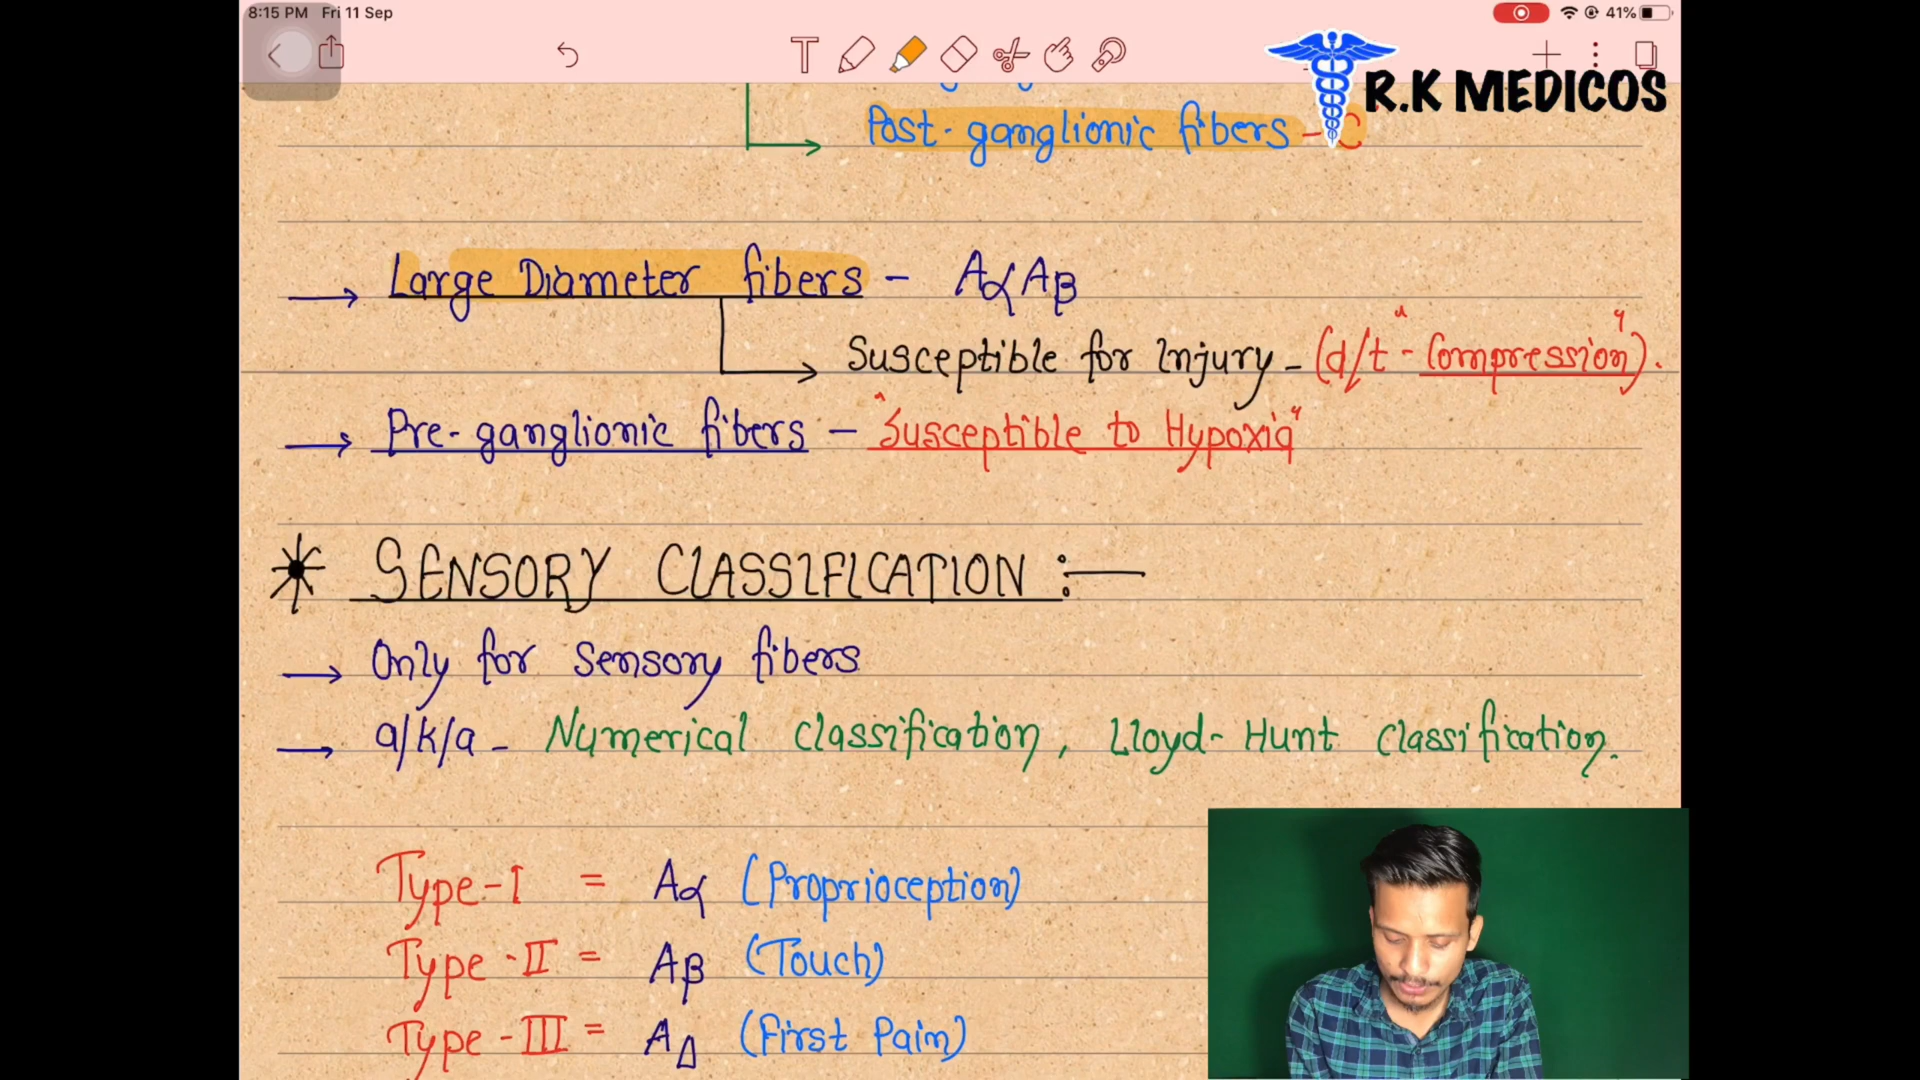 8:15 PM Fri 11 Sep
41%
R.K MEDICOS
Post-ganglionic fibers - C
→ Large Diameter fibers - Aα Aβ
→ Susceptible for Injury - (d/t - "Compression").
→ Pre-ganglionic fibers - "Susceptible to Hypoxia"
* SENSORY CLASSIFICATION :—
→ Only for sensory fibers
→ a/k/a - Numerical classification, Lloyd-Hunt classification.
Type-I = Aα (Proprioception)
Type-II = Aβ (Touch)
Type-III = AΔ (First Pain)